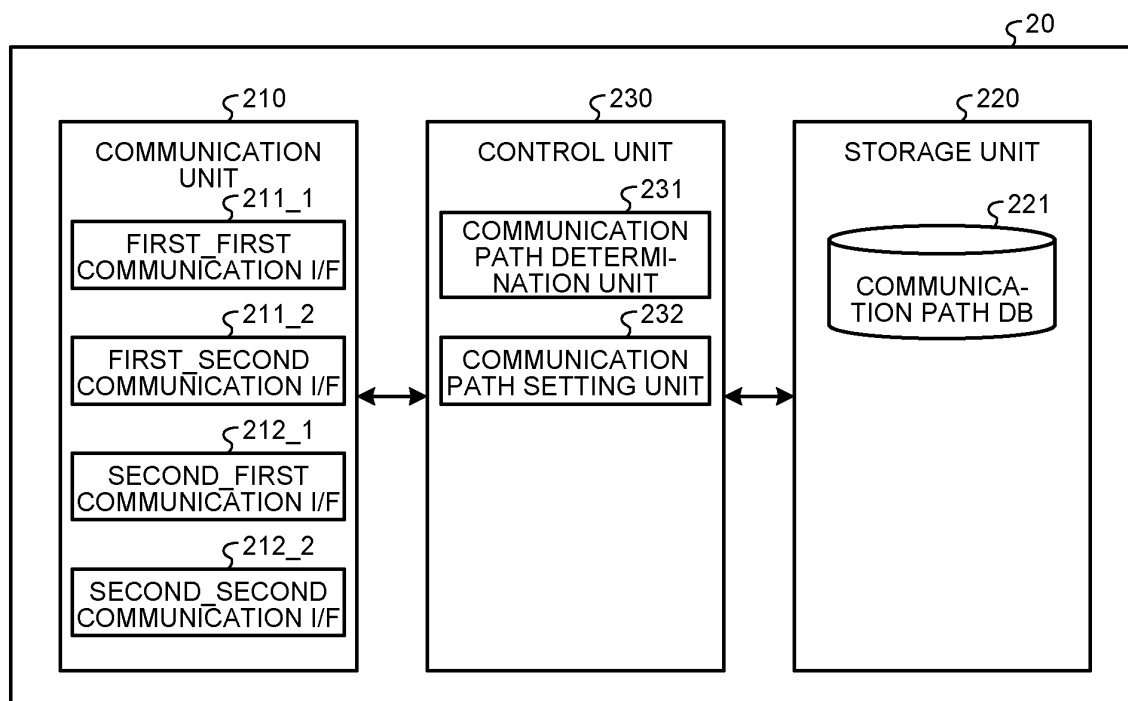 20
210
COMMUNICATION
UNIT
211_1
FIRST_FIRST
COMMUNICATION I/F
211_2
FIRST_SECOND
COMMUNICATION I/F
212_1
SECOND_FIRST
COMMUNICATION I/F
212_2
SECOND_SECOND
COMMUNICATION I/F
230
CONTROL UNIT
231
COMMUNICATION
PATH DETERMI-
NATION UNIT
232
COMMUNICATION
PATH SETTING UNIT
220
STORAGE UNIT
221
COMMUNICA-
TION PATH DB